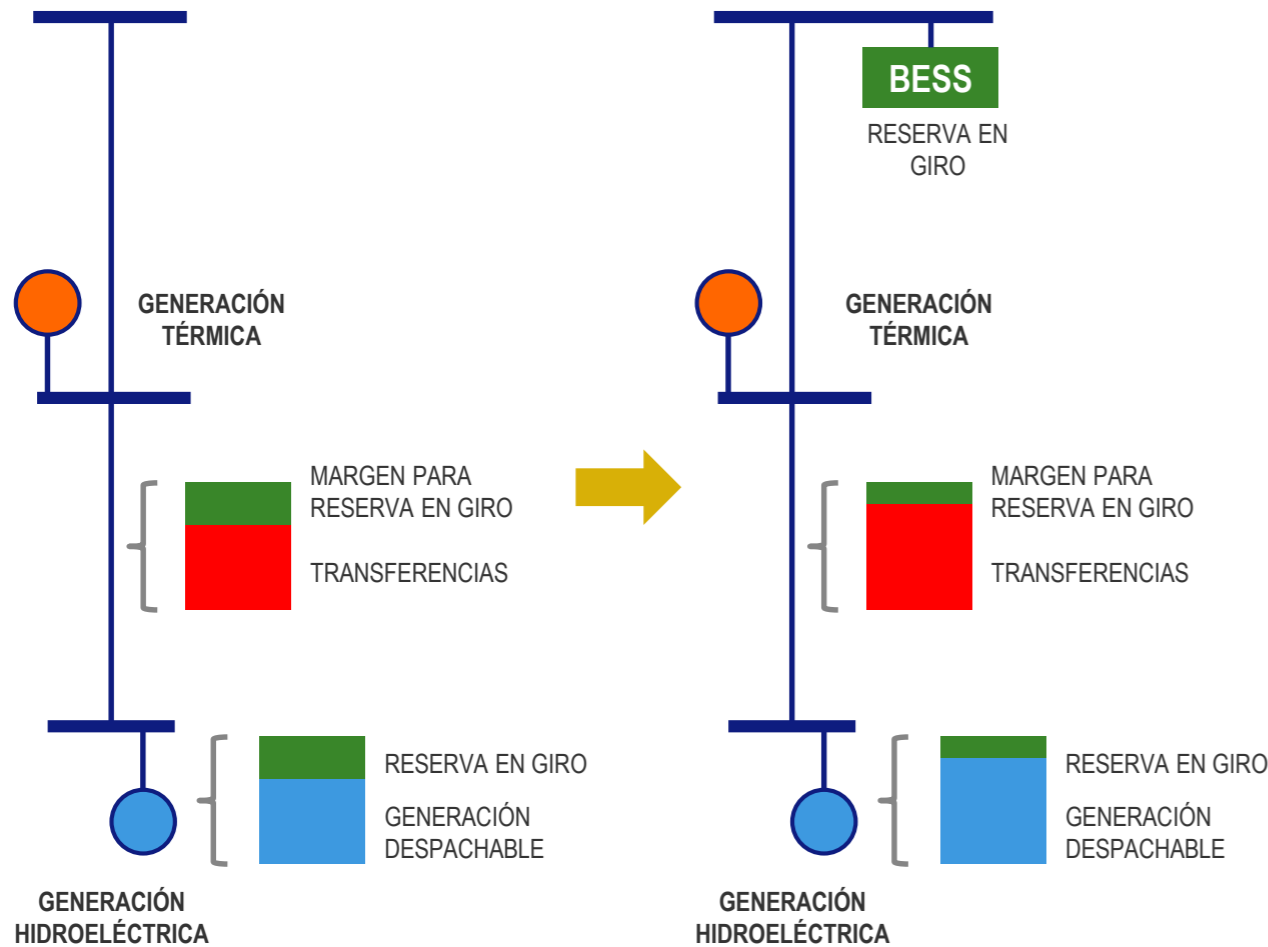 GENERACIÓN
TÉRMICA
MARGEN PARA
RESERVA EN GIRO
TRANSFERENCIAS
RESERVA EN GIRO
GENERACIÓN
DESPACHABLE
GENERACIÓN
HIDROELÉCTRICA
BESS
RESERVA EN
GIRO
GENERACIÓN
TÉRMICA
MARGEN PARA
RESERVA EN GIRO
TRANSFERENCIAS
RESERVA EN GIRO
GENERACIÓN
DESPACHABLE
GENERACIÓN
HIDROELÉCTRICA